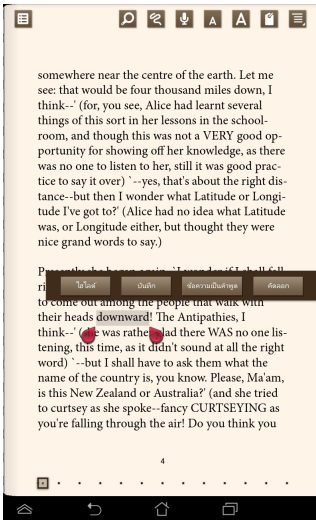 somewhere near the centre of the earth. Let me
see: that would be four thousand miles down, I
think--' (for, you see, Alice had learnt several
things of this sort in her lessons in the school-
room, and though this was not a VERY good op-
portunity for showing off her knowledge, as there
was no one to listen to her, still it was good prac-
tice to say it over) `--yes, that's about the right dis-
tance--but then I wonder what Latitude or Longi-
tude I've got to?' (Alice had no idea what Latitude
was, or Longitude either, but thought they were
nice grand words to say.)
ไฮไลต์ บันทึก ข้อความเป็นคำพูด คัดลอก
to come out among the people that walk with
their heads downward! The Antipathies, I
think--' (she was rather glad there WAS no one lis-
tening, this time, as it didn't sound at all the right
word) `--but I shall have to ask them what the
name of the country is, you know. Please, Ma'am,
is this New Zealand or Australia?' (and she tried
to curtsey as she spoke--fancy CURTSEYING as
you're falling through the air! Do you think you
4